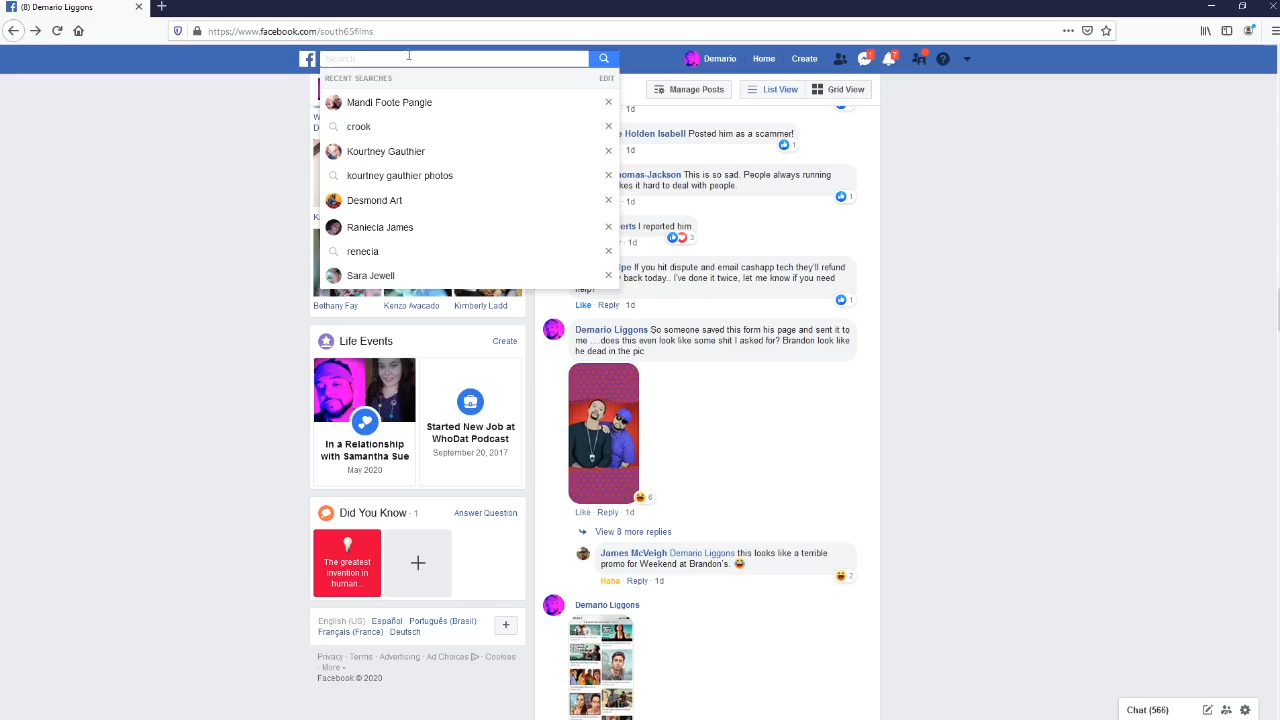 (8) Demario Liggons
https://www.facebook.com/south65films
Search
Demario
Home
Create
1
7
RECENT SEARCHES
EDIT
Mandi Foote Pangle
crook
Kourtney Gauthier
kourtney gauthier photos
Desmond Art
Raniecia James
renecia
Sara Jewell
Manage Posts
List View
Grid View
Bethany Fay
Kenzo Avacado
Kimberly Ladd
Life Events
Create
In a Relationship
with Samantha Sue
May 2020
Started New Job at
WhoDat Podcast
September 20, 2017
Did You Know · 1
Answer Question
The greatest
invention in
human...
English (US) Español Português (Brasil)
Français (France) Deutsch
Privacy · Terms · Advertising · Ad Choices · Cookies
· More
Facebook © 2020
1d
Holden Isabell Posted him as a scammer!
1
1d
This is so sad. People always running
it hard to deal with people.
1
1d
I reported him
3
1d
If you hit dispute and email cashapp tech they'll refund
back today.. I've done it twice, let me know if you need
1
Like · Reply · 1d
Demario Liggons So someone saved this form his page and sent it to
me ....does this even look like some shit I asked for? Brandon look like
he dead in the pic
6
Like · Reply · 1d
View 8 more replies
James McVeigh Demario Liggons this looks like a terrible
promo for Weekend at Brandon's.
2
Haha · Reply · 1d
Demario Liggons
Chat (566)